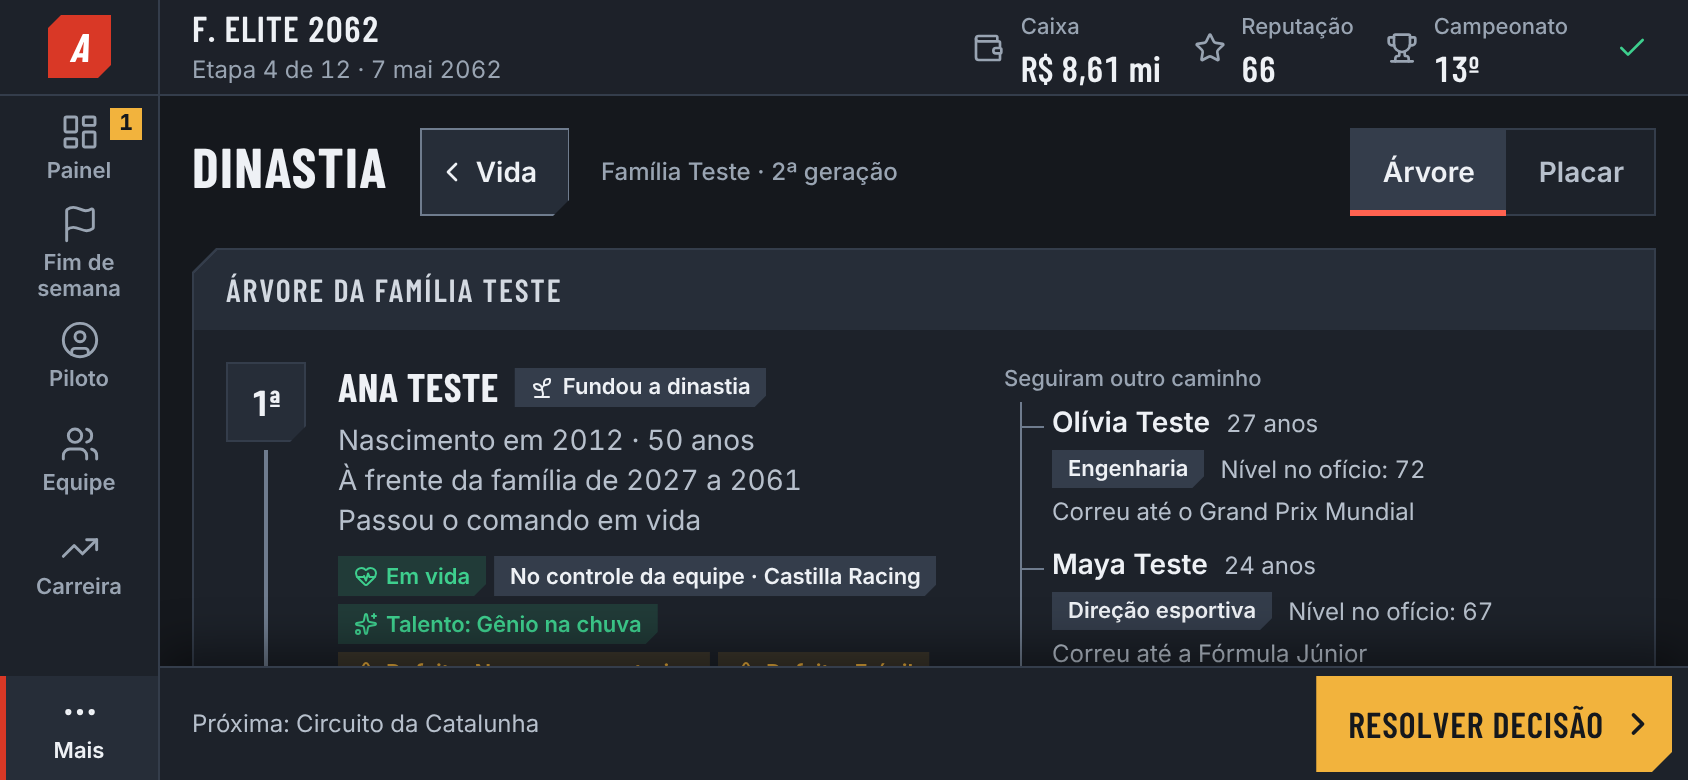 A
F. ELITE 2062
Etapa 4 de 12 · 7 mai 2062
Caixa
R$ 8,61 mi
Reputação
66
Campeonato
13º
Painel
1
Fim de
semana
Piloto
Equipe
Carreira
Mais
DINASTIA
Vida
Família Teste · 2ª geração
Árvore
Placar
ÁRVORE DA FAMÍLIA TESTE
1ª
ANA TESTE
Fundou a dinastia
Nascimento em 2012 · 50 anos
À frente da família de 2027 a 2061
Passou o comando em vida
Em vida
No controle da equipe · Castilla Racing
Talento: Gênio na chuva
Seguiram outro caminho
Olívia Teste 27 anos
Engenharia Nível no ofício: 72
Correu até o Grand Prix Mundial
Maya Teste 24 anos
Direção esportiva Nível no ofício: 67
Correu até a Fórmula Júnior
Próxima: Circuito da Catalunha
RESOLVER DECISÃO